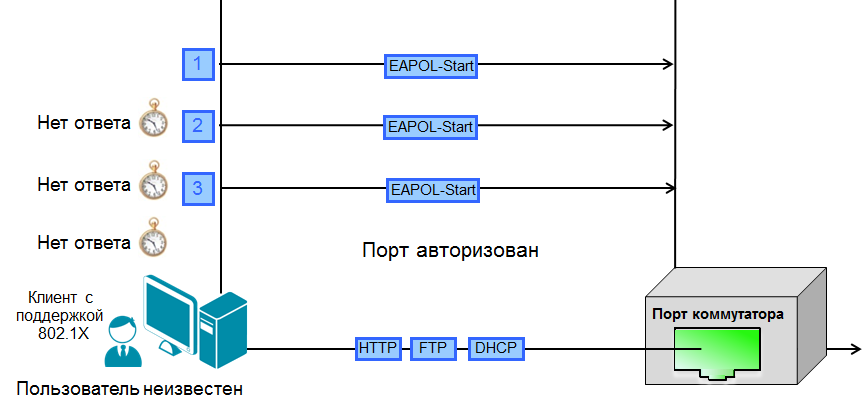 1
EAPOL-Start
Нет ответа
2
EAPOL-Start
Нет ответа
3
EAPOL-Start
Нет ответа
Порт авторизован
Клиент с
поддержкой
802.1X
Порт коммутатора
HTTP
FTP
DHCP
Пользователь неизвестен